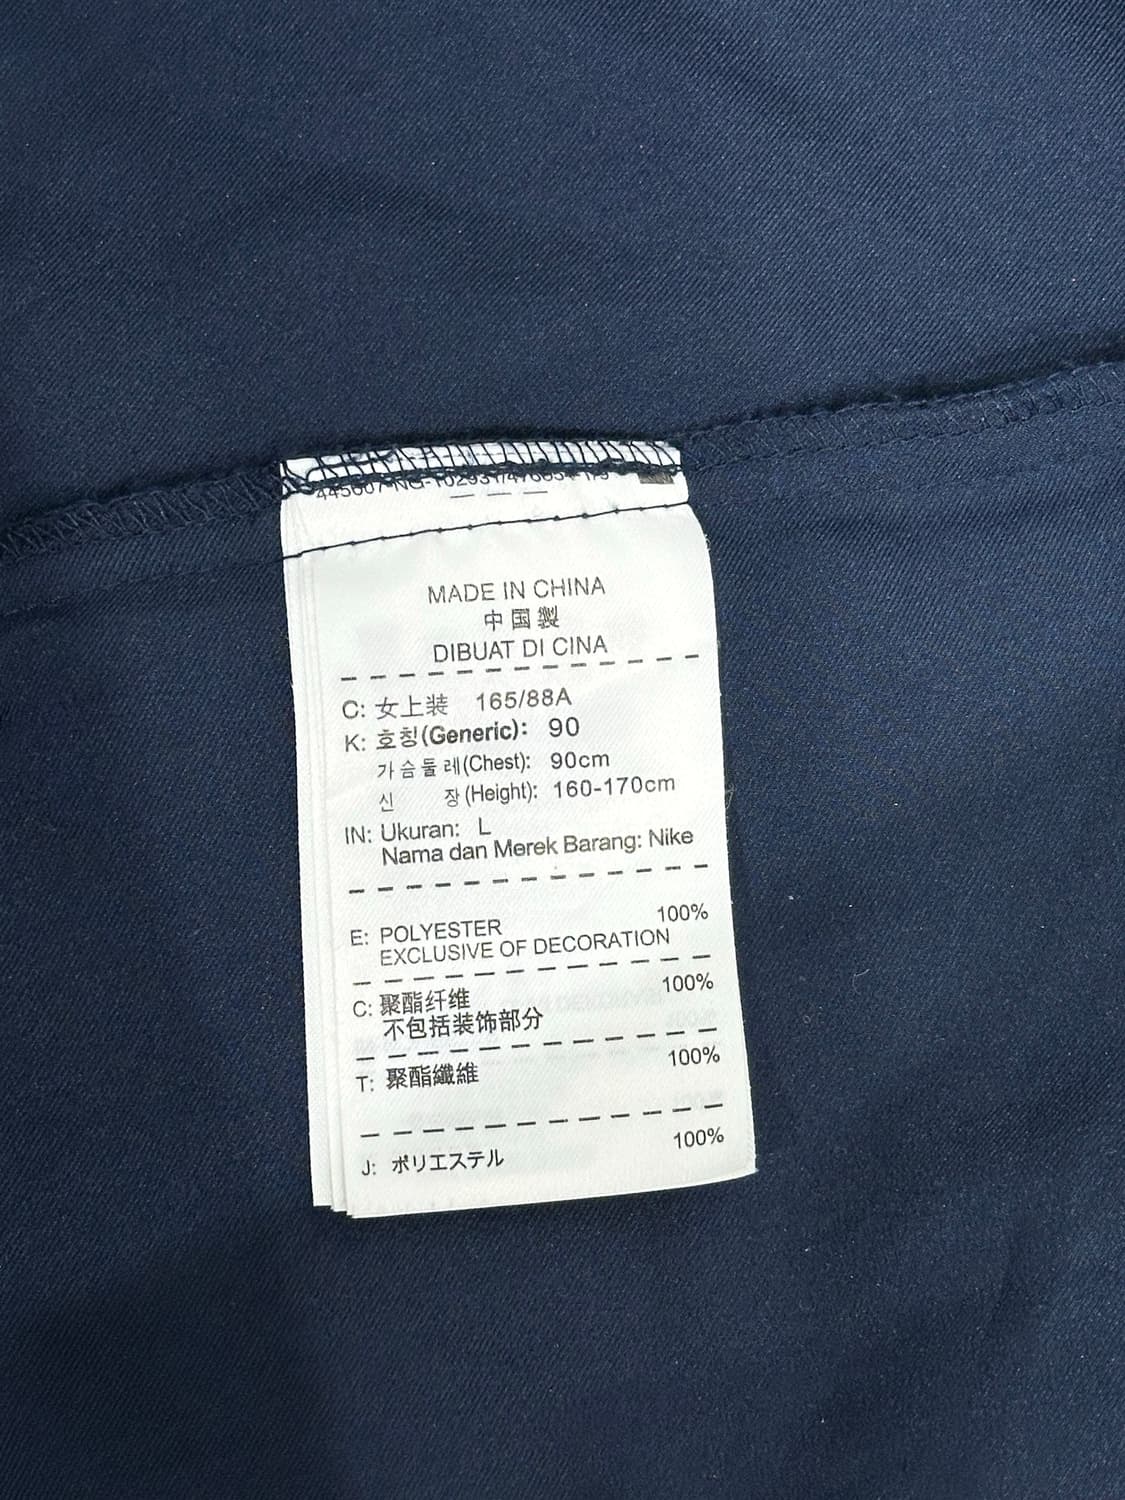 MADE IN CHINA
中国製
DIBUAT DI CINA
C: 女上装 165/88A
K: 호칭(Generic): 90
가슴둘레(Chest): 90cm
신 장(Height): 160-170cm
IN: Ukuran: L
Nama dan Merek Barang: Nike
E: POLYESTER 100%
EXCLUSIVE OF DECORATION
C: 聚酯纤维 100%
不包括装饰部分
T: 聚酯纖維 100%
J: ポリエステル 100%